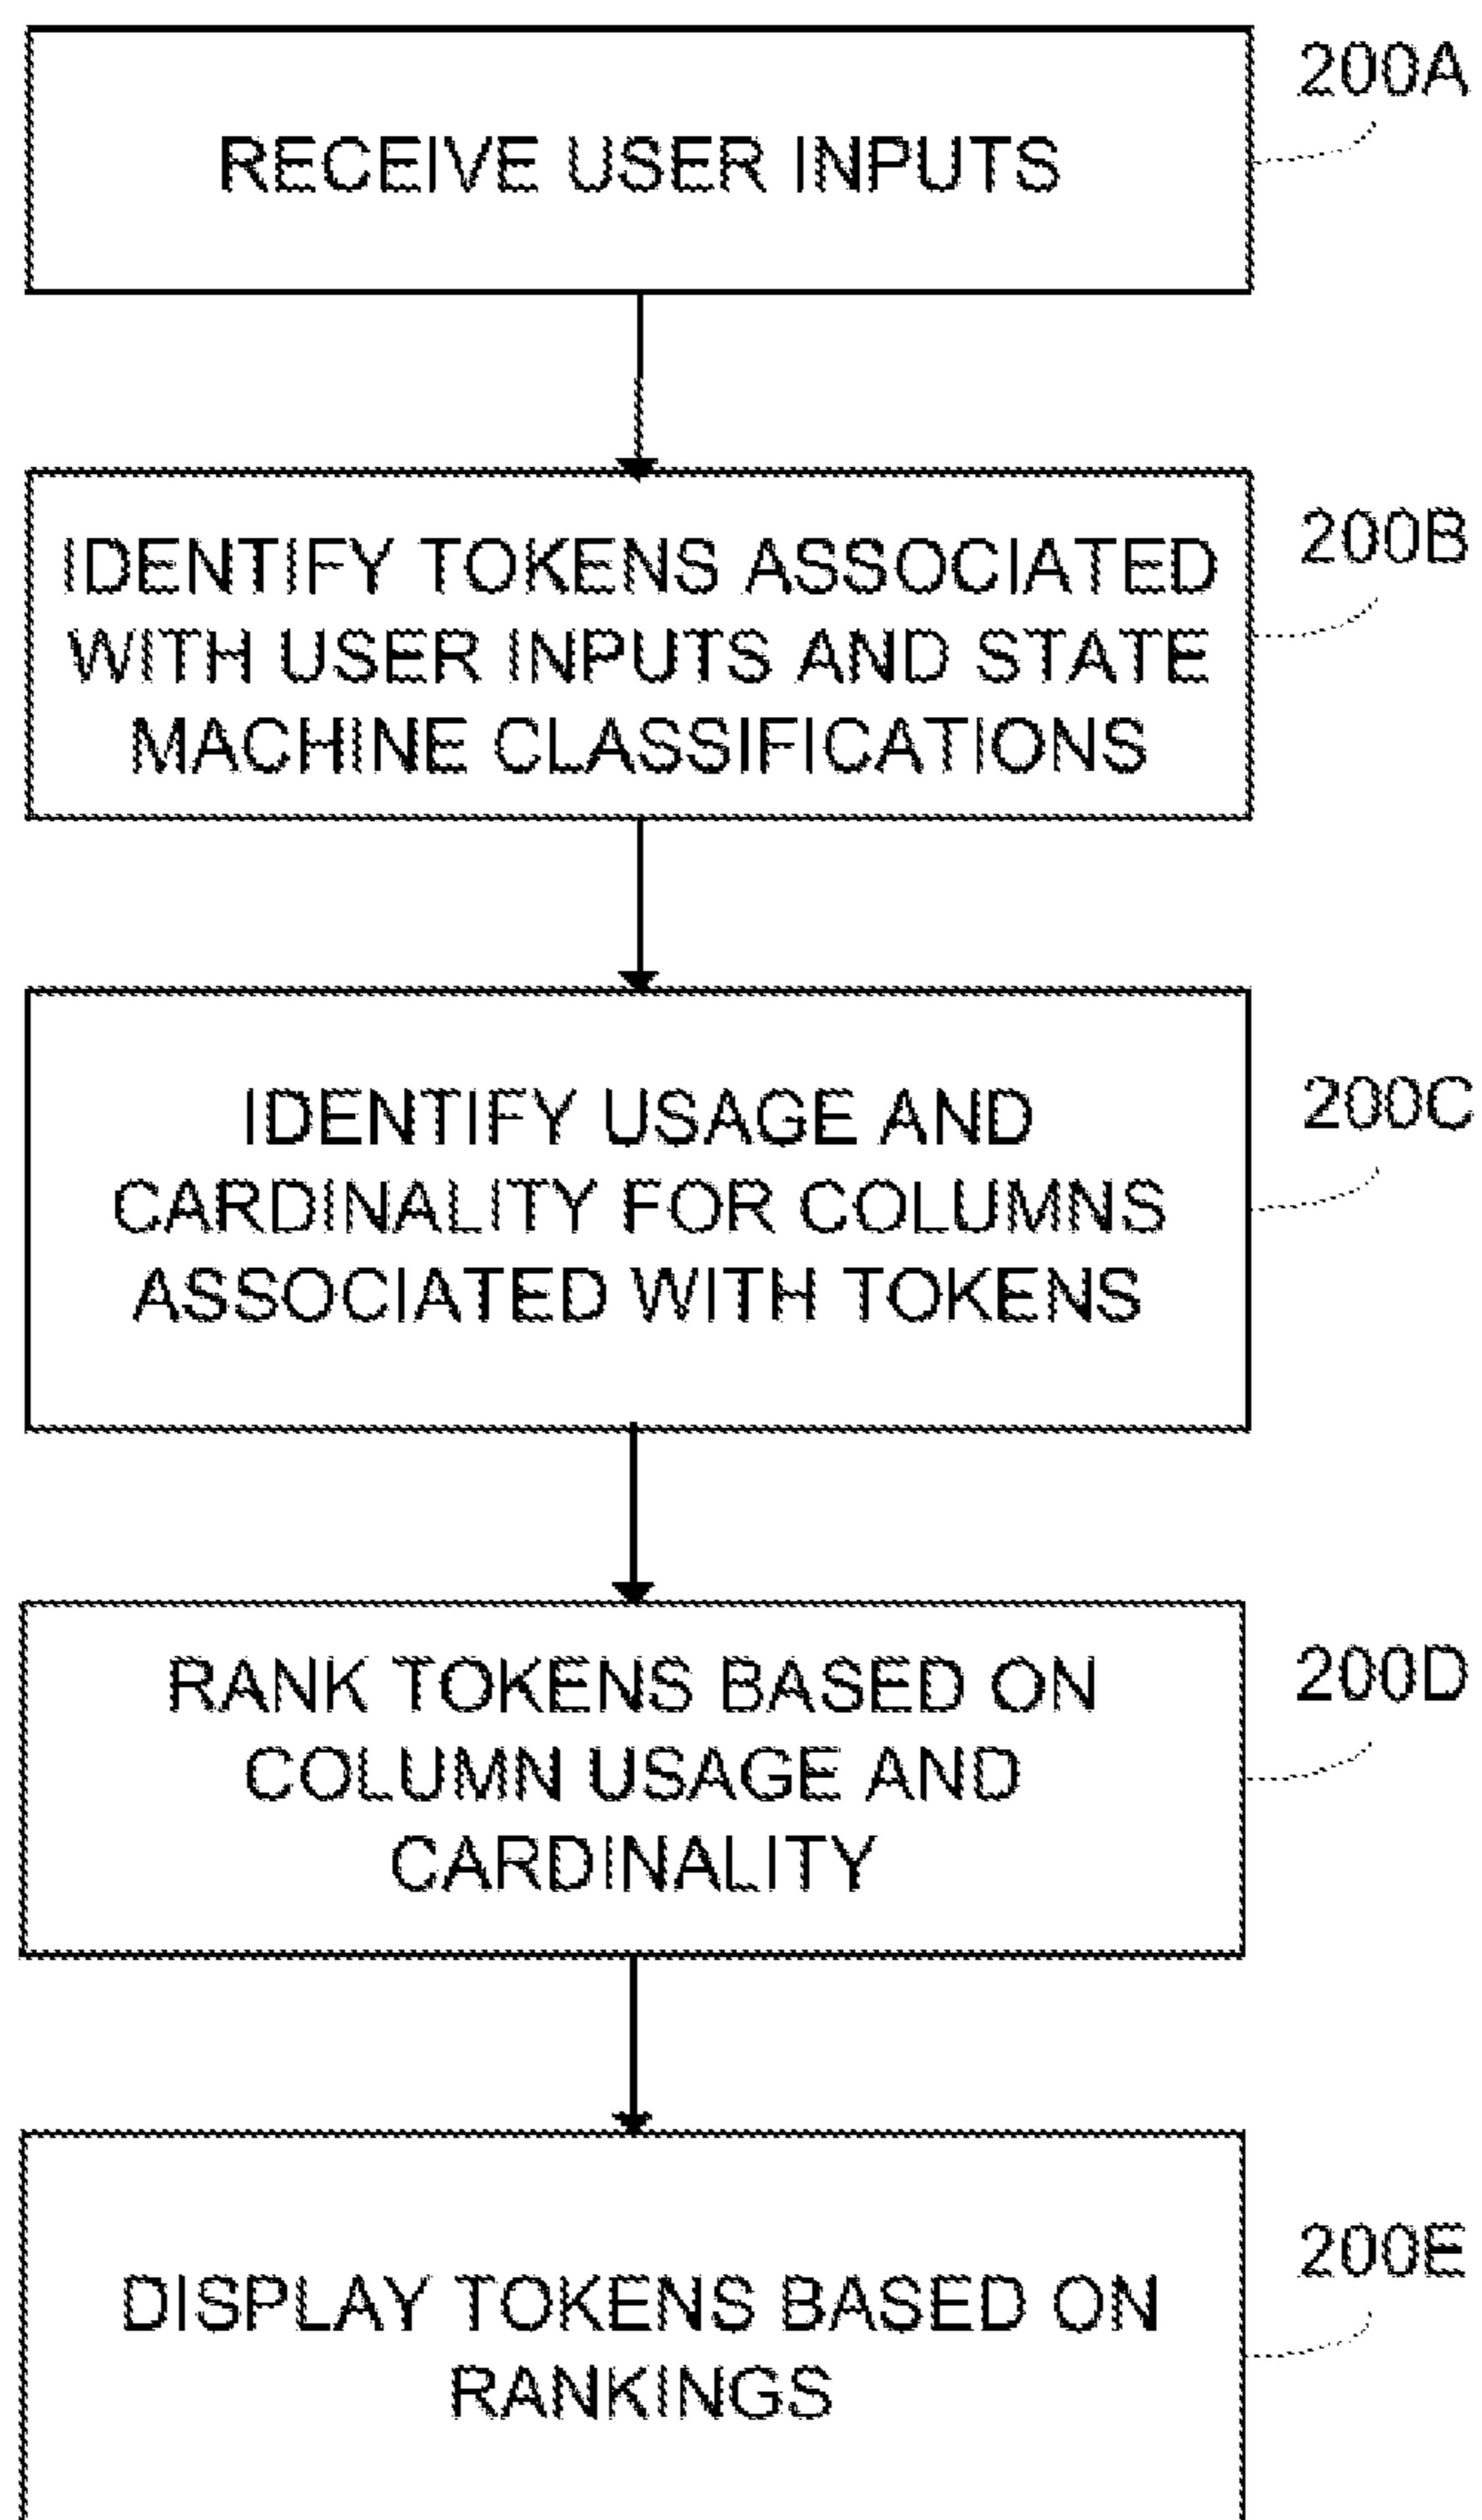 RECEIVE USER INPUTS
200A
IDENTIFY TOKENS ASSOCIATED
WITH USER INPUTS AND STATE
MACHINE CLASSIFICATIONS
200B
IDENTIFY USAGE AND
CARDINALITY FOR COLUMNS
ASSOCIATED WITH TOKENS
200C
RANK TOKENS BASED ON
COLUMN USAGE AND
CARDINALITY
200D
DISPLAY TOKENS BASED ON
RANKINGS
200E